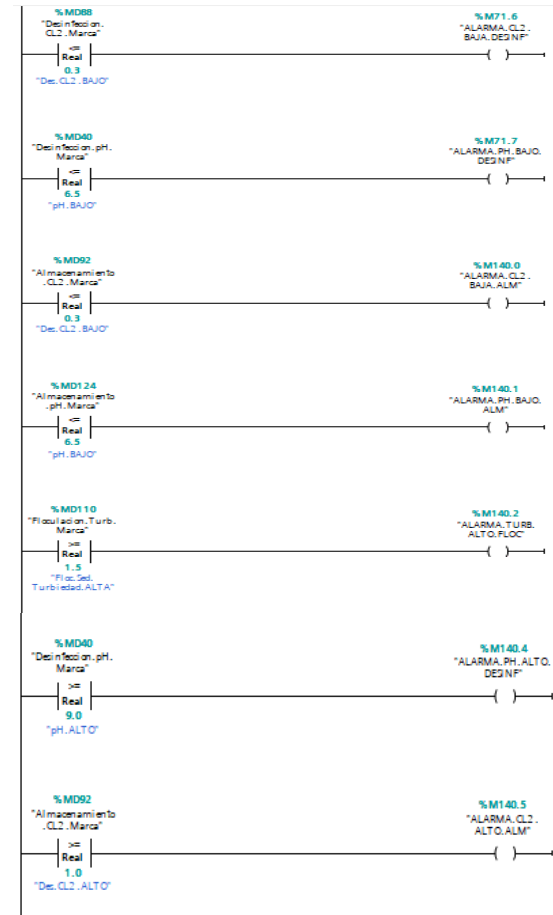 %MD88
"Desinfeccion.
CL2.Marca"
<=
Real
0.3
"Des.CL2.BAJO"
%M71.6
"ALARMA.CL2.
BAJA.DESINF"
%MD40
"Desinfeccion.pH.
Marca"
<=
Real
6.5
"pH.BAJO"
%M71.7
"ALARMA.PH.BAJO.
DESINF"
%MD92
"Almacenamiento
.CL2.Marca"
<=
Real
0.3
"Des.CL2.BAJO"
%M140.0
"ALARMA.CL2.
BAJA.ALM"
%MD124
"Almacenamiento
.pH.Marca"
<=
Real
6.5
"pH.BAJO"
%M140.1
"ALARMA.PH.BAJO.
ALM"
%MD110
"Floculacion.Turb.
Marca"
>=
Real
1.5
"Floc.Sed.
Turbiedad.ALTA"
%M140.2
"ALARMA.TURB.
ALTO.FLOC"
%MD40
"Desinfeccion.pH.
Marca"
>=
Real
9.0
"pH.ALTO"
%M140.4
"ALARMA.PH.ALTO.
DESINF"
%MD92
"Almacenamiento
.CL2.Marca"
>=
Real
1.0
"Des.CL2.ALTO"
%M140.5
"ALARMA.CL2.
ALTO.ALM"